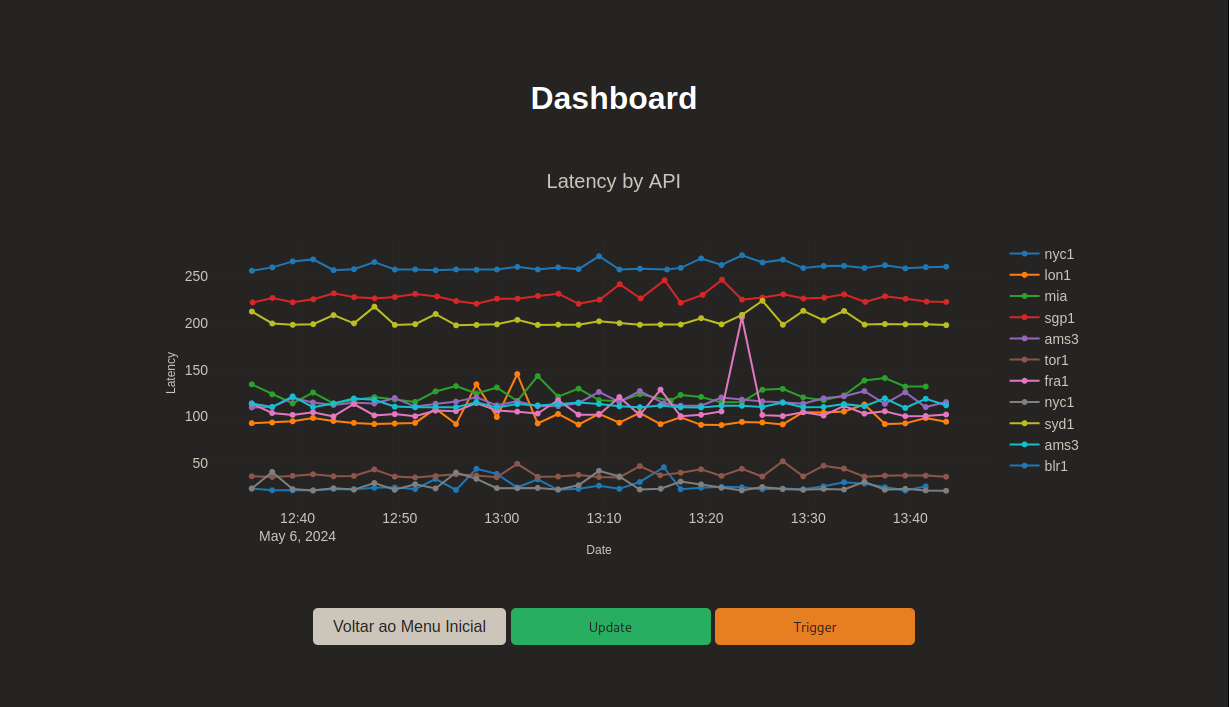 Dashboard
Latency by API
Latency
250
200
150
100
50
12:40
12:50
13:00
13:10
13:20
13:30
13:40
May 6, 2024
Date
nyc1
lon1
mia
sgp1
ams3
tor1
fra1
nyc1
syd1
ams3
blr1
Voltar ao Menu Inicial
Update
Trigger